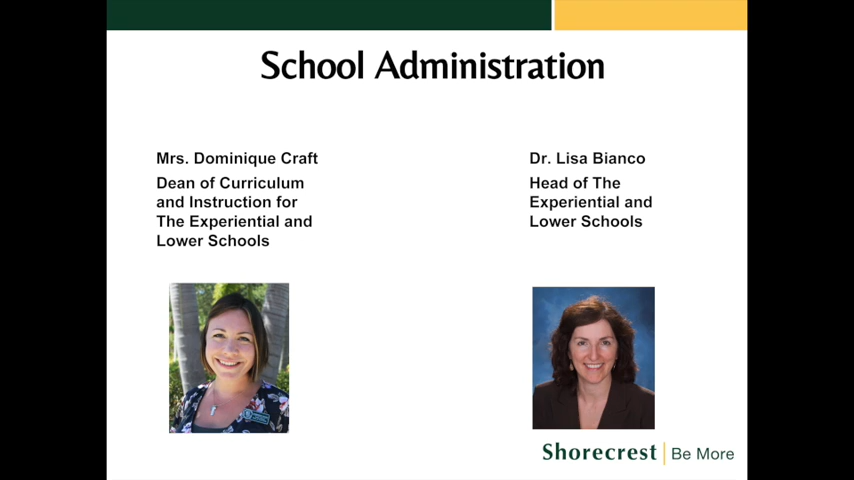 School Administration
Mrs. Dominique Craft
Dean of Curriculum
and Instruction for
The Experiential and
Lower Schools
Dr. Lisa Bianco
Head of The
Experiential and
Lower Schools
Shorecrest | Be More